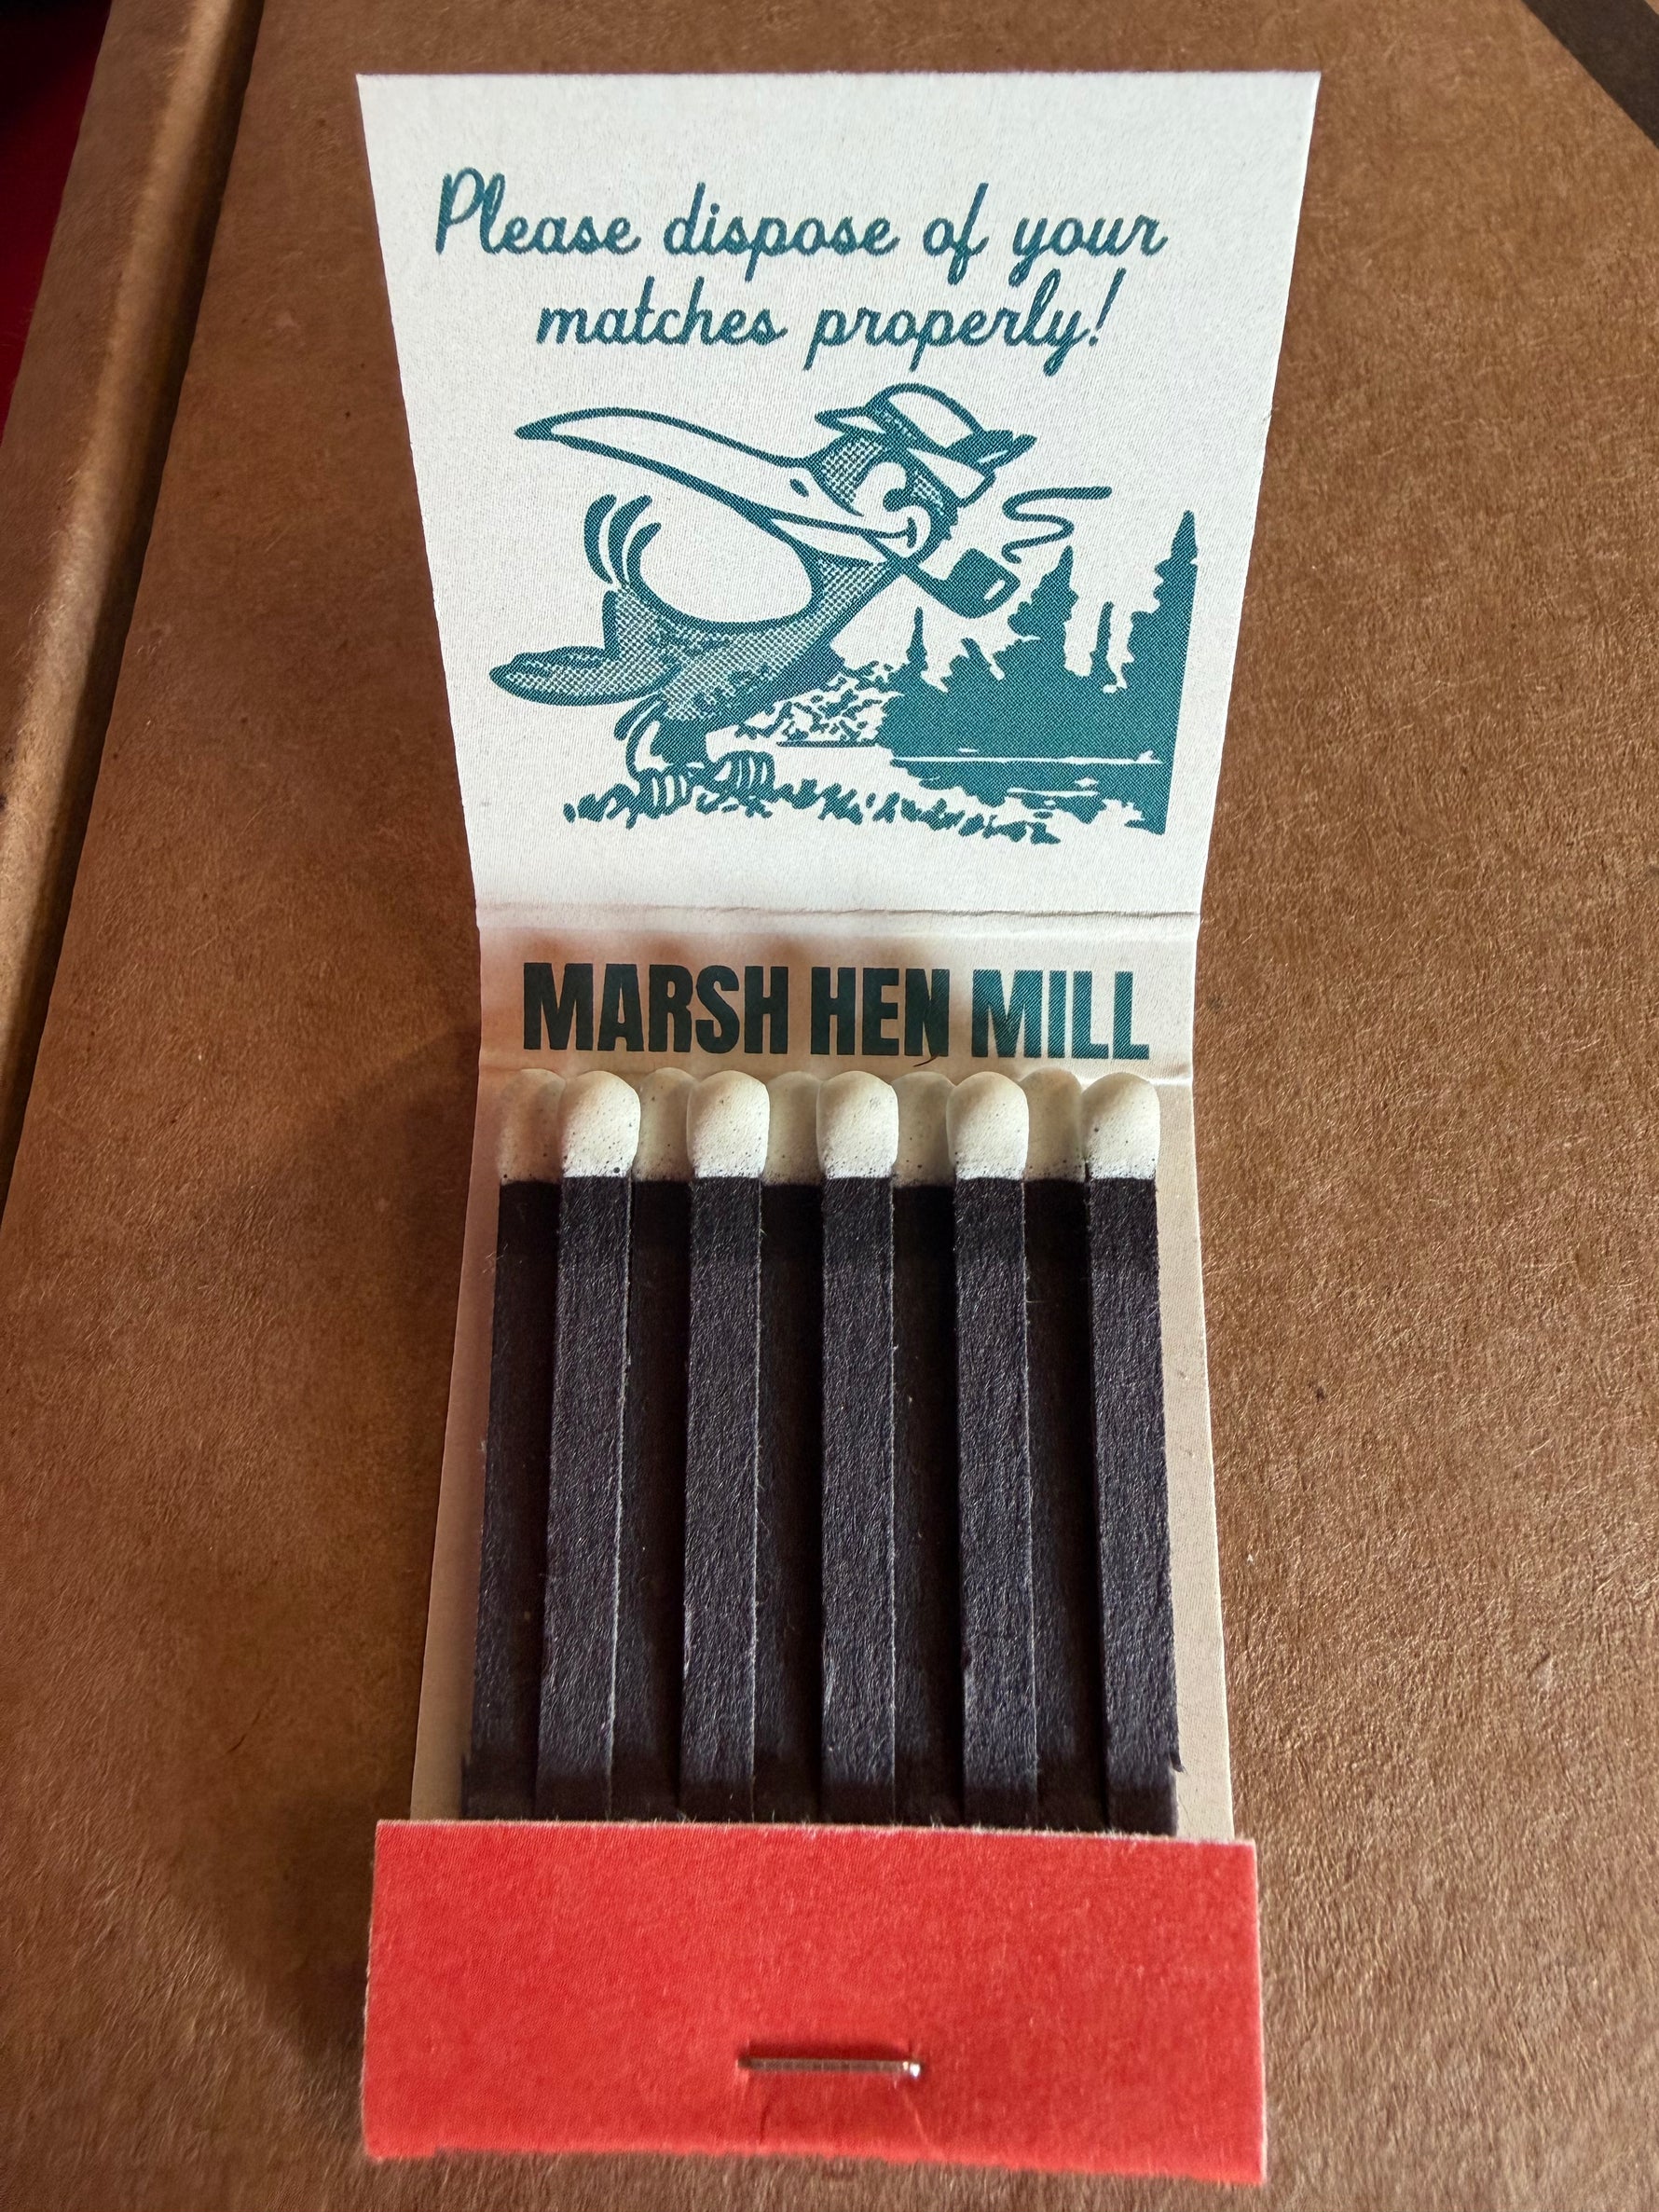 Please dispose of your
matches properly!
MARSH HEN MILL